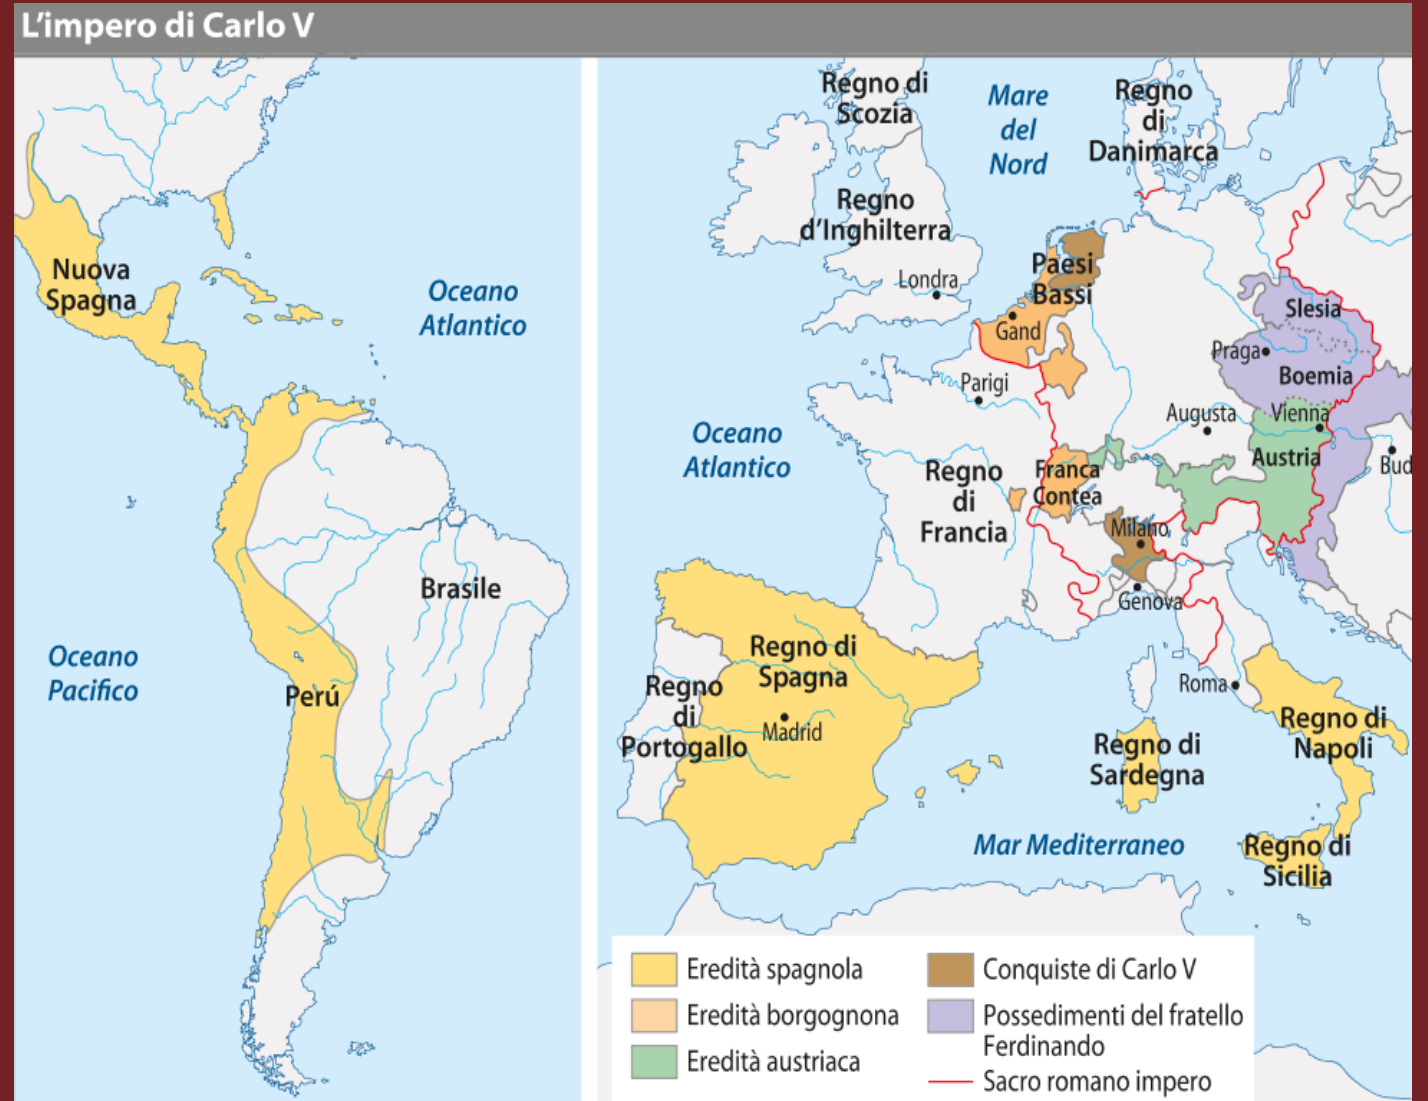 L'impero di Carlo V
Nuova
Spagna
Oceano
Atlantico
Brasile
Oceano
Pacifico
Perú
Regno di
Scozia
Mare
del
Nord
Regno
di
Danimarca
Regno
d'Inghilterra
Londra
Paesi
Bassi
Gand
Slesia
Praga
Boemia
Parigi
Augusta
Vienna
Austria
Bud
Oceano
Atlantico
Regno
di
Francia
Franca
Contea
Milano
Genova
Regno di
Spagna
Madrid
Regno
di
Portogallo
Roma
Regno di
Napoli
Regno di
Sardegna
Mar Mediterraneo
Regno di
Sicilia
Eredità spagnola
Eredità borgognona
Eredità austriaca
Conquiste di Carlo V
Possedimenti del fratello
Ferdinando
Sacro romano impero